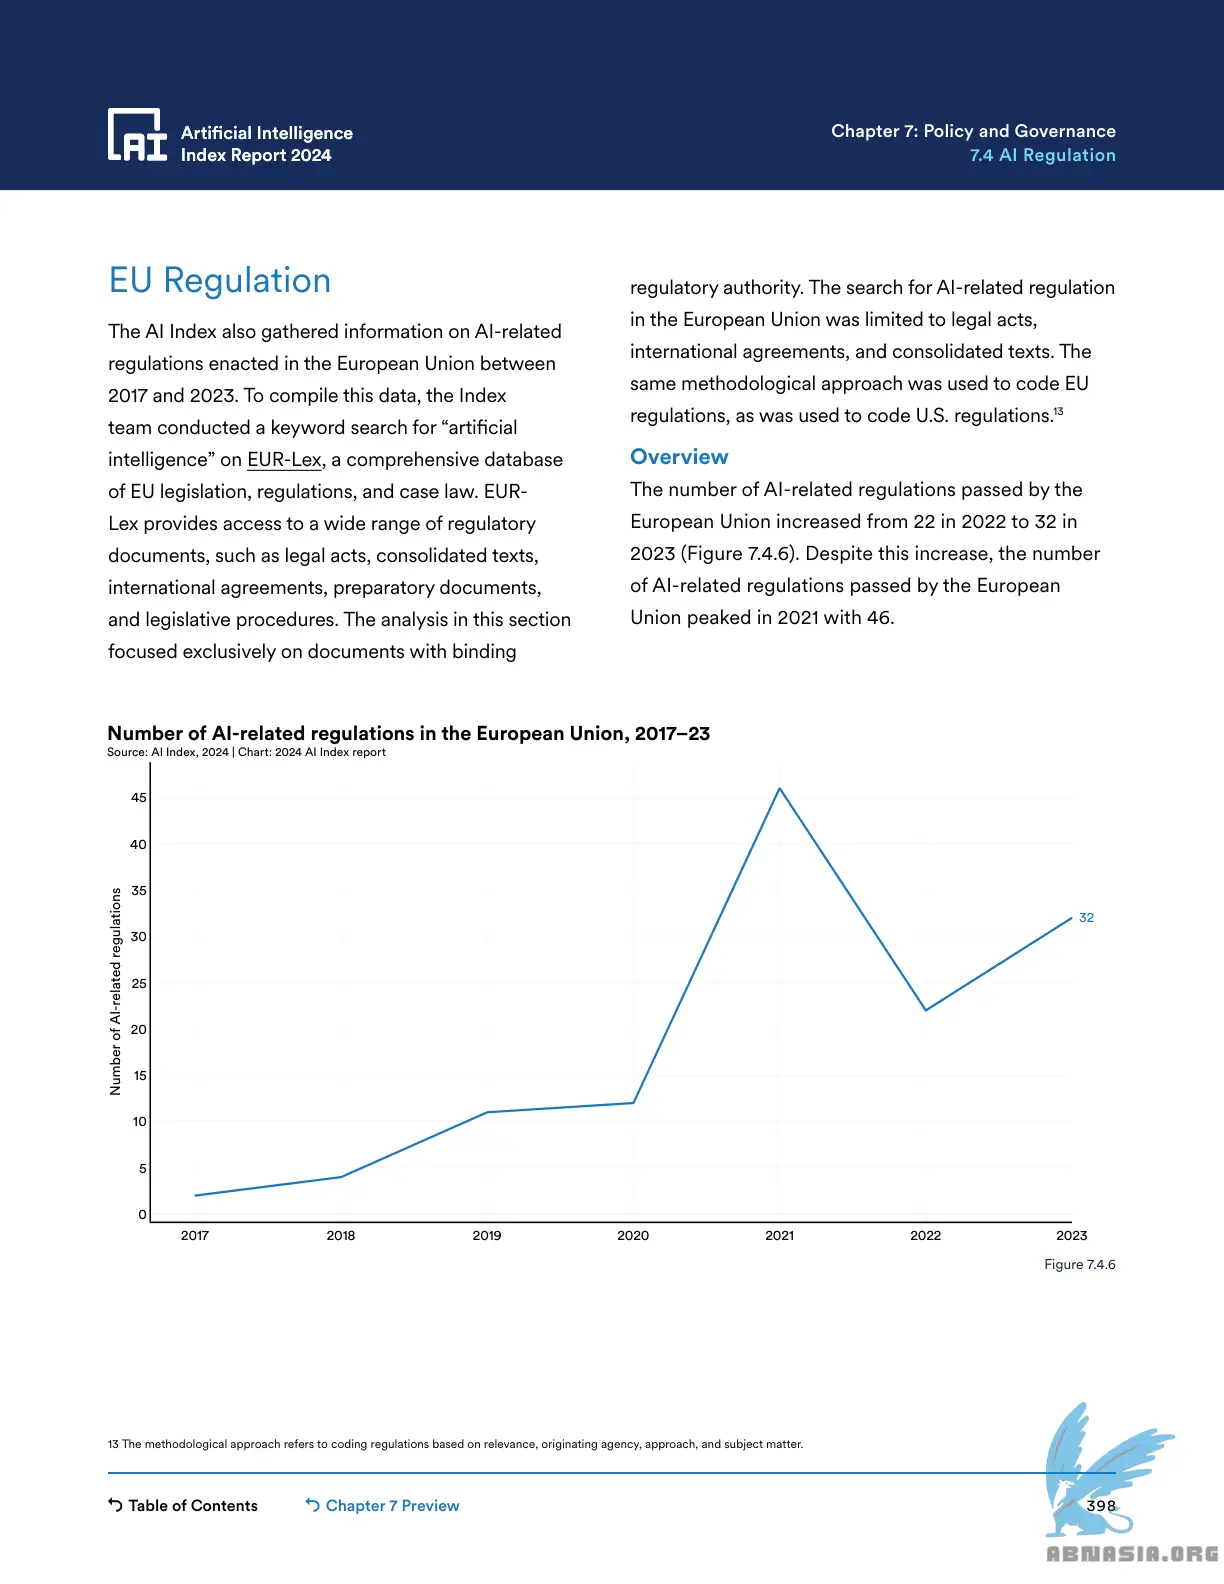 Artificial Intelligence
Index Report 2024
Chapter 7: Policy and Governance
7.4 AI Regulation
EU Regulation
The AI Index also gathered information on AI-related
regulations enacted in the European Union between
2017 and 2023. To compile this data, the Index
team conducted a keyword search for “artificial
intelligence” on EUR-Lex, a comprehensive database
of EU legislation, regulations, and case law. EUR-
Lex provides access to a wide range of regulatory
documents, such as legal acts, consolidated texts,
international agreements, preparatory documents,
and legislative procedures. The analysis in this section
focused exclusively on documents with binding
regulatory authority. The search for AI-related regulation
in the European Union was limited to legal acts,
international agreements, and consolidated texts. The
same methodological approach was used to code EU
regulations, as was used to code U.S. regulations.13
Overview
The number of AI-related regulations passed by the
European Union increased from 22 in 2022 to 32 in
2023 (Figure 7.4.6). Despite this increase, the number
of AI-related regulations passed by the European
Union peaked in 2021 with 46.
Number of AI-related regulations in the European Union, 2017–23
Source: AI Index, 2024 | Chart: 2024 AI Index report
Number of AI-related regulations
45
40
35
30
25
20
15
10
5
0
32
2017 2018 2019 2020 2021 2022 2023
Figure 7.4.6
13 The methodological approach refers to coding regulations based on relevance, originating agency, approach, and subject matter.
Table of Contents
Chapter 7 Preview
398
ABNASIA.ORG